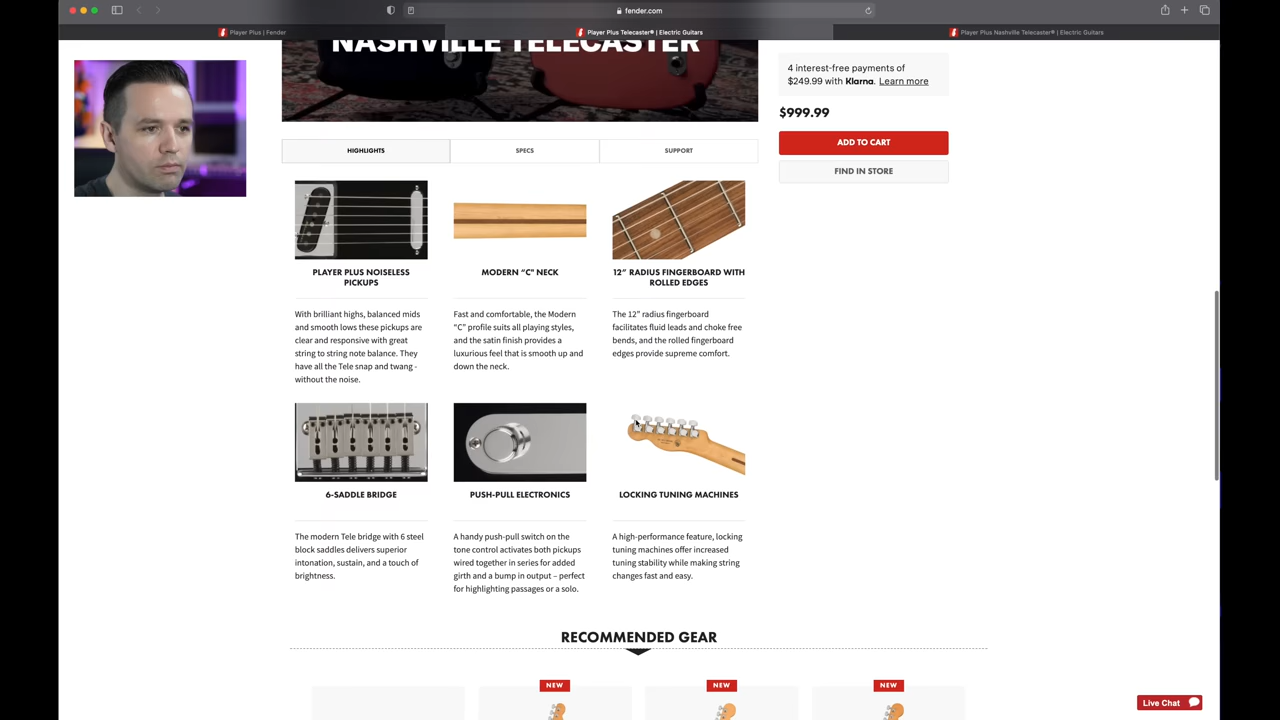 fender.com
Player Plus | Fender
Player Plus Telecaster® | Electric Guitars
Player Plus Nashville Telecaster® | Electric Guitars
NASHVILLE TELECASTER
4 interest-free payments of
$249.99 with Klarna. Learn more
$999.99
ADD TO CART
FIND IN STORE
HIGHLIGHTS
SPECS
SUPPORT
PLAYER PLUS NOISELESS
PICKUPS
With brilliant highs, balanced mids
and smooth lows these pickups are
clear and responsive with great
string to string note balance. They
have all the Tele snap and twang -
without the noise.
MODERN “C" NECK
Fast and comfortable, the Modern
“C” profile suits all playing styles,
and the satin finish provides a
luxurious feel that is smooth up and
down the neck.
12” RADIUS FINGERBOARD WITH
ROLLED EDGES
The 12” radius fingerboard
facilitates fluid leads and choke free
bends, and the rolled fingerboard
edges provide supreme comfort.
6-SADDLE BRIDGE
The modern Tele bridge with 6 steel
block saddles delivers superior
intonation, sustain, and a touch of
brightness.
PUSH-PULL ELECTRONICS
A handy push-pull switch on the
tone control activates both pickups
wired together in series for added
girth and a bump in output – perfect
for highlighting passages or a solo.
LOCKING TUNING MACHINES
A high-performance feature, locking
tuning machines offer increased
tuning stability while making string
changes fast and easy.
RECOMMENDED GEAR
NEW
NEW
NEW
Live Chat